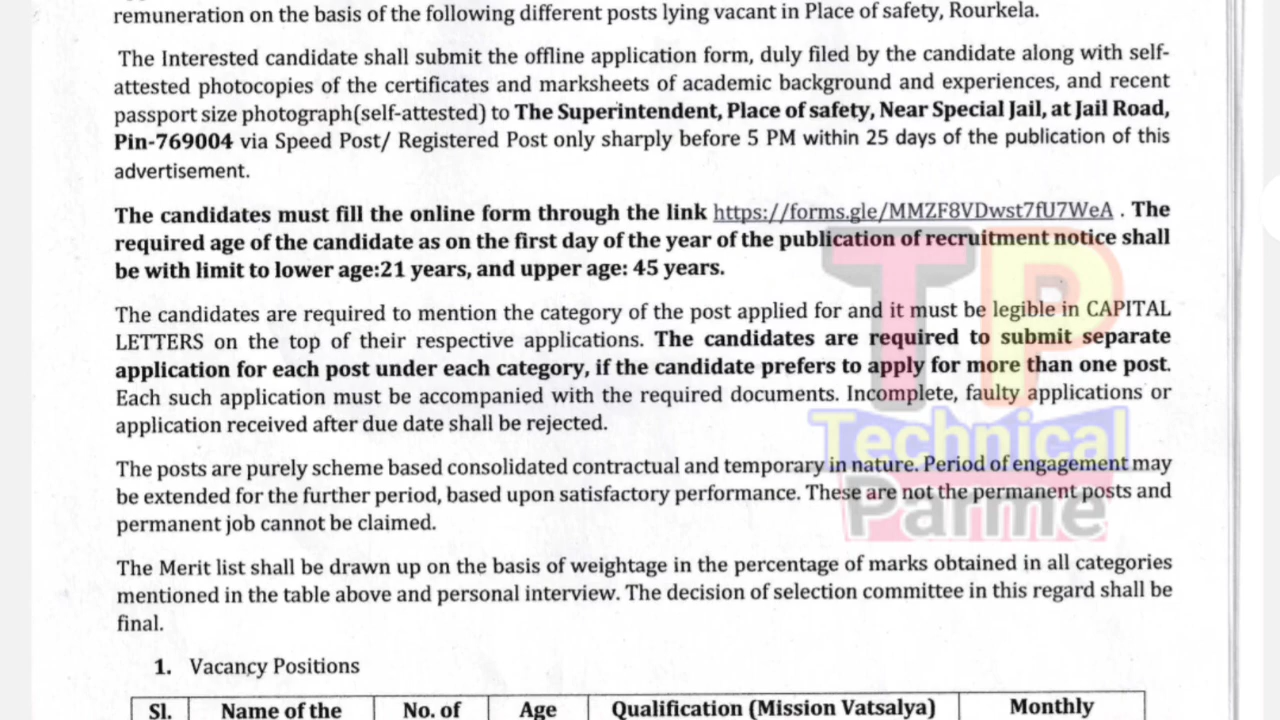 remuneration on the basis of the following different posts lying vacant in Place of safety, Rourkela.
The Interested candidate shall submit the offline application form, duly filed by the candidate along with self-
attested photocopies of the certificates and marksheets of academic background and experiences, and recent
passport size photograph(self-attested) to The Superintendent, Place of safety, Near Special Jail, at Jail Road,
Pin-769004 via Speed Post/ Registered Post only sharply before 5 PM within 25 days of the publication of this
advertisement.
The candidates must fill the online form through the link https://forms.gle/MMZF8VDwst7fU7WeA . The
required age of the candidate as on the first day of the year of the publication of recruitment notice shall
be with limit to lower age:21 years, and upper age: 45 years.
The candidates are required to mention the category of the post applied for and it must be legible in CAPITAL
LETTERS on the top of their respective applications. The candidates are required to submit separate
application for each post under each category, if the candidate prefers to apply for more than one post.
Each such application must be accompanied with the required documents. Incomplete, faulty applications or
application received after due date shall be rejected.
The posts are purely scheme based consolidated contractual and temporary in nature. Period of engagement may
be extended for the further period, based upon satisfactory performance. These are not the permanent posts and
permanent job cannot be claimed.
The Merit list shall be drawn up on the basis of weightage in the percentage of marks obtained in all categories
mentioned in the table above and personal interview. The decision of selection committee in this regard shall be
final.
1. Vacancy Positions
Sl. Name of the No. of Age Qualification (Mission Vatsalya) Monthly
TP
Technical
Parme